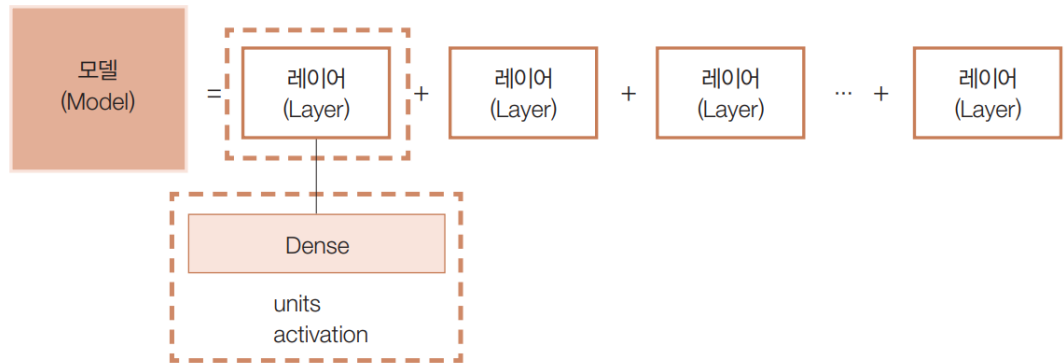 모델
(Model)
=
레이어
(Layer)
+
레이어
(Layer)
+
레이어
(Layer)
... +
레이어
(Layer)
Dense
units
activation